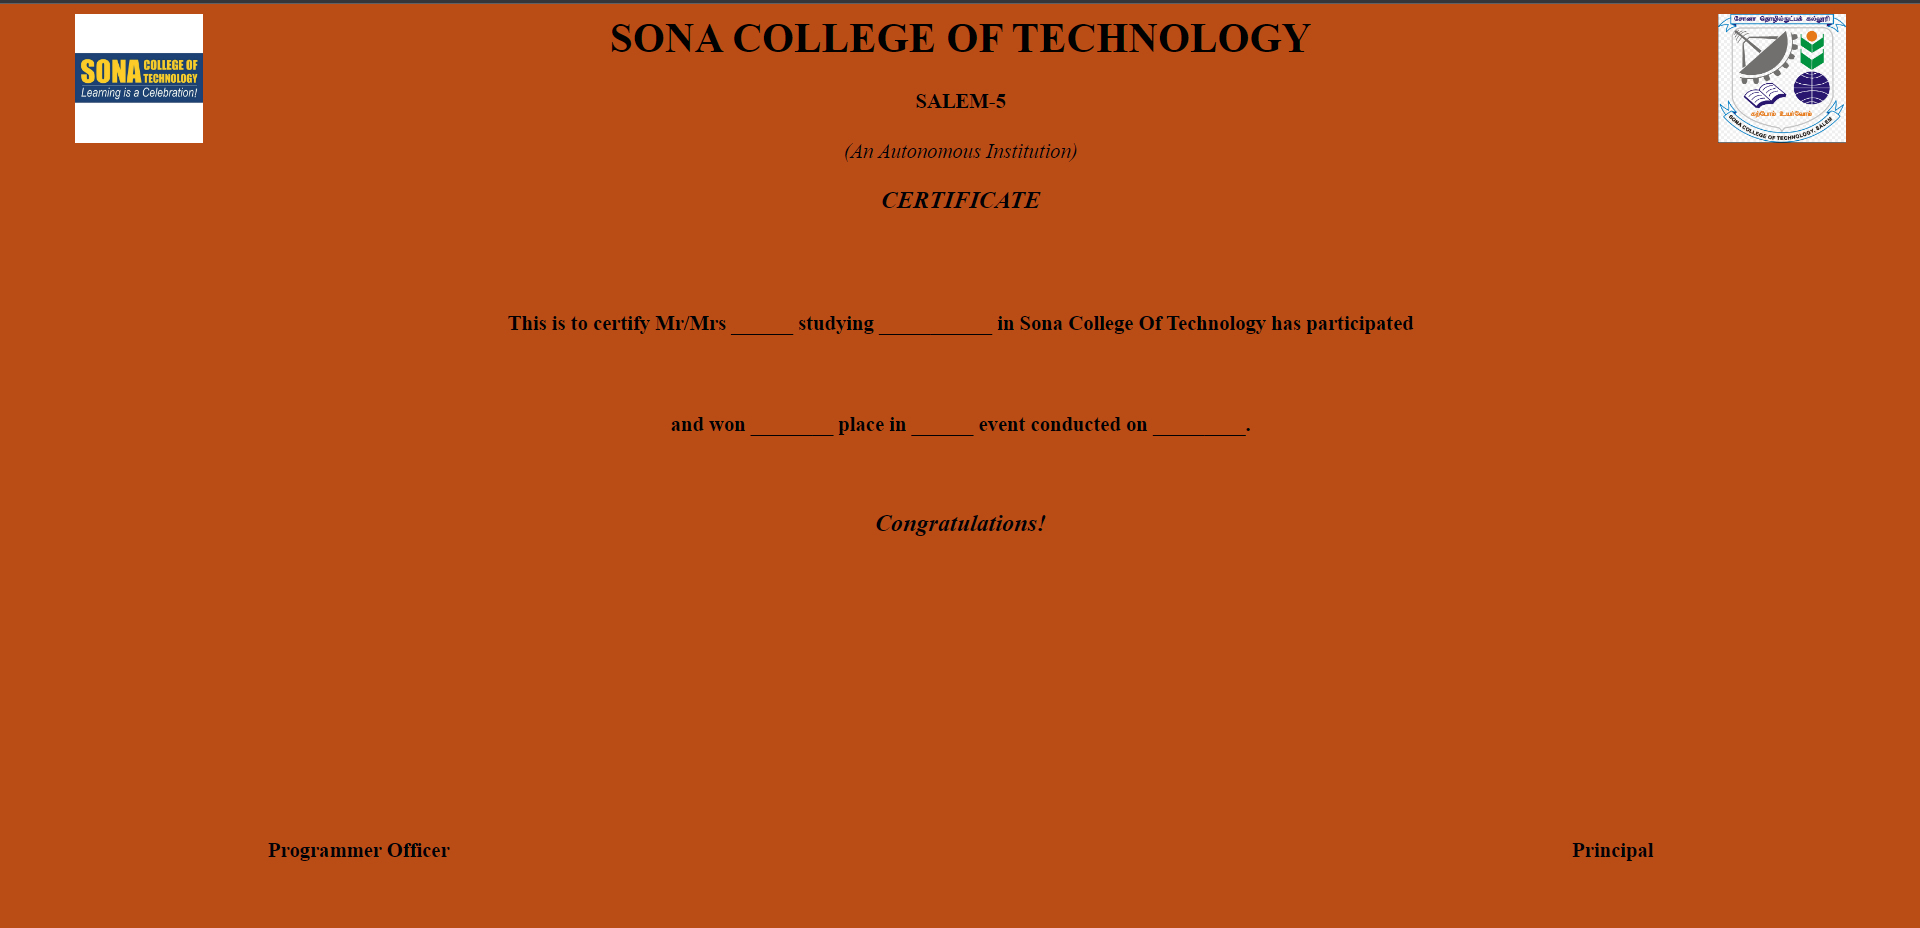 SONA COLLEGE OF TECHNOLOGY
Learning is a Celebration!
SONA COLLEGE OF TECHNOLOGY
சோனா தொழில்நுட்பக் கல்லூரி
SONA COLLEGE OF TECHNOLOGY, SALEM
SALEM-5
(An Autonomous Institution)
CERTIFICATE
This is to certify Mr/Mrs ______ studying ___________ in Sona College Of Technology has participated
and won ________ place in ______ event conducted on _________.
Congratulations!
Programmer Officer
Principal